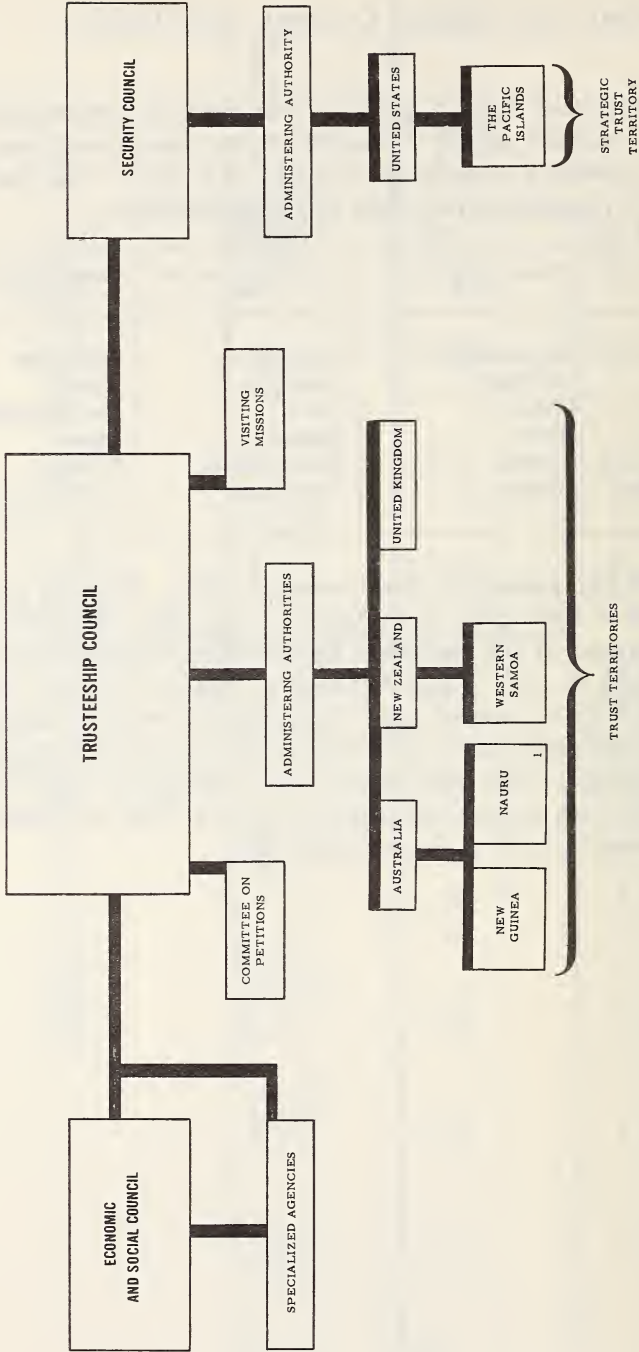 ECONOMIC
AND SOCIAL COUNCIL
TRUSTEESHIP COUNCIL
SECURITY COUNCIL
SPECIALIZED AGENCIES
COMMITTEE ON
PETITIONS
ADMINISTERING AUTHORITIES
VISITING
MISSIONS
ADMINISTERING AUTHORITY
AUSTRALIA
NEW ZEALAND
UNITED KINGDOM
UNITED STATES
NEW
GUINEA
NAURU
1
WESTERN
SAMOA
THE
PACIFIC
ISLANDS
TRUST TERRITORIES
STRATEGIC
TRUST
TERRITORY